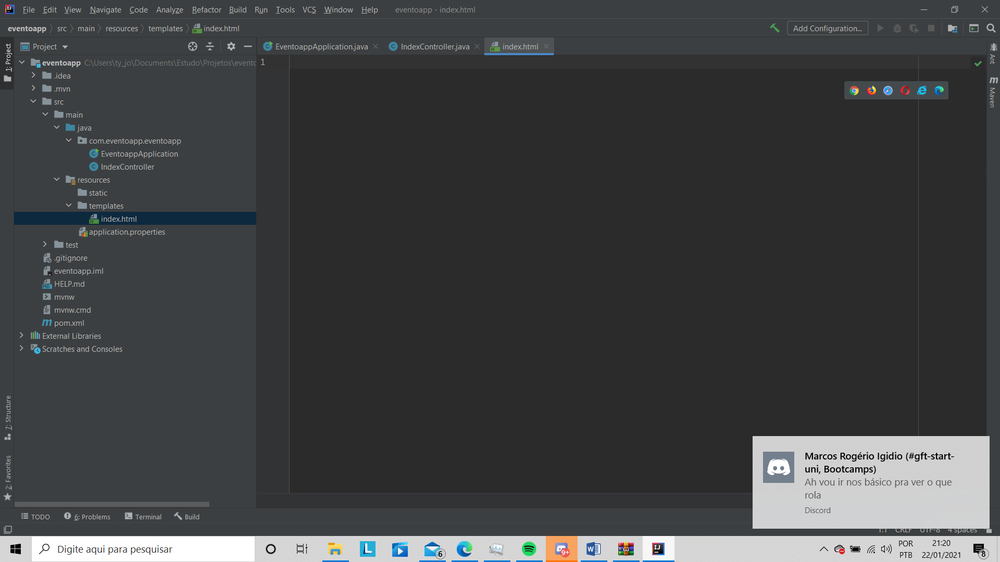 File Edit View Navigate Code Analyze Refactor Build Run Tools VCS Window Help eventoapp - index.html
eventoapp src main resources templates index.html Add Configuration...
1: Project
Project
EventoappApplication.java IndexController.java index.html
eventoapp C:\Users\ty_jo\Documents\Estudo\Projetos\evento
1
.idea
.mvn
src
main
java
com.eventoapp.eventoapp
EventoappApplication
IndexController
resources
static
templates
index.html
application.properties
test
.gitignore
eventoapp.iml
HELP.md
mvnw
mvnw.cmd
pom.xml
External Libraries
Scratches and Consoles
Ant
Maven
7: Structure
2: Favorites
Marcos Rogério Igidio (#gft-start-
uni, Bootcamps)
Ah vou ir nos básico pra ver o que
rola
Discord
TODO 6: Problems Terminal Build
1:1 CRLF UTF-8 4 spaces
Digite aqui para pesquisar
6
9+
POR
PTB
21:20
22/01/2021
8